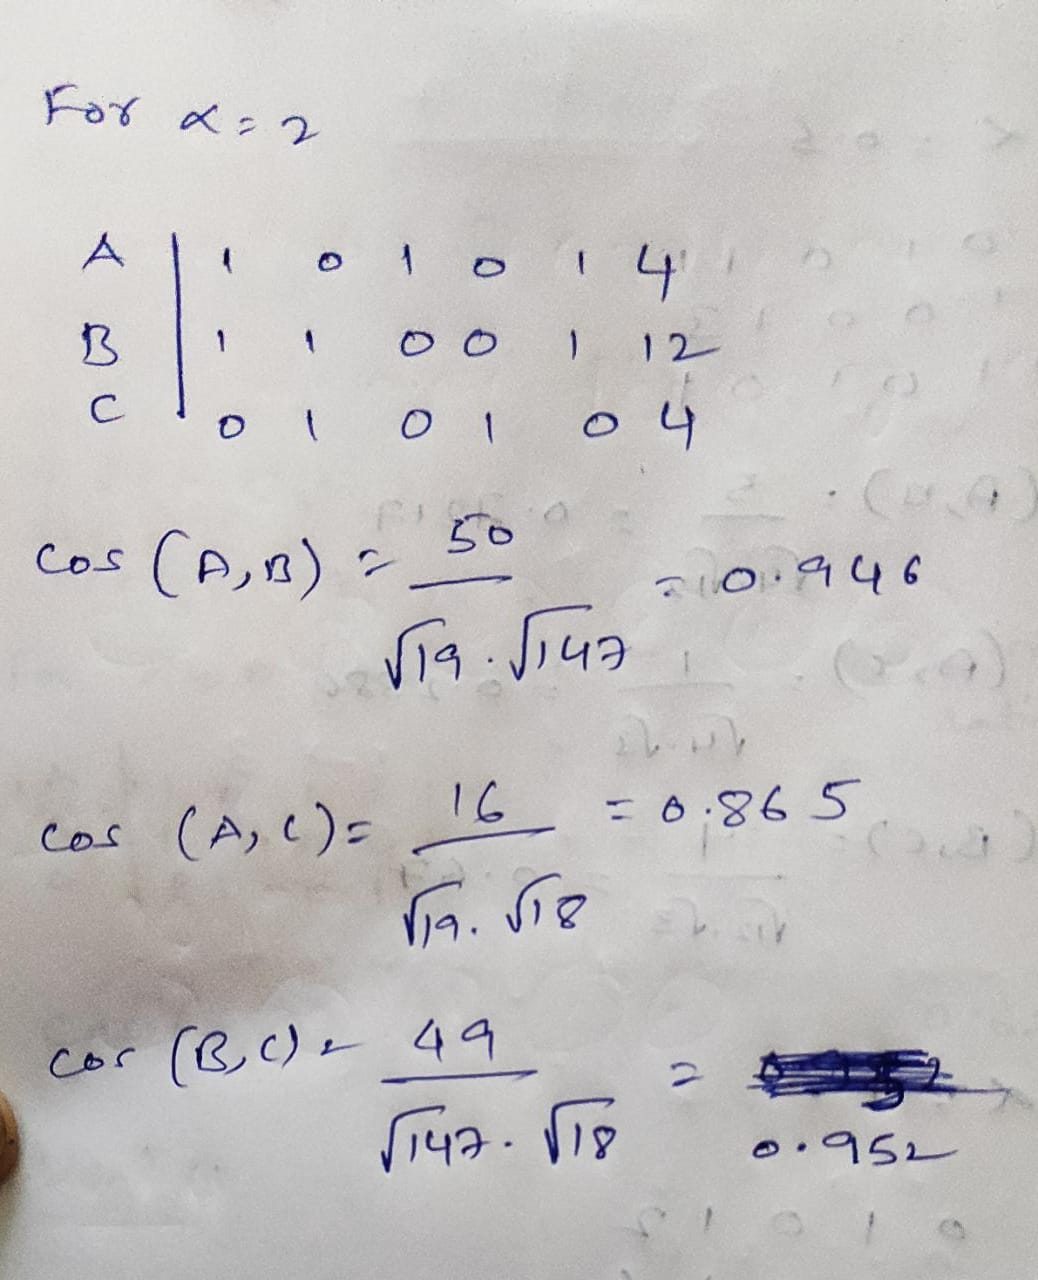 For α = 2
A | 1 0 1 0 1 4
B | 1 1 0 0 1 12
C | 0 1 0 1 0 4
cos (A,B) = 50 / √19 . √147 = 0.946
cos (A,C) = 16 / √19 . √18 = 0.865
cos (B,C) = 49 / √147 . √18 =
0.952